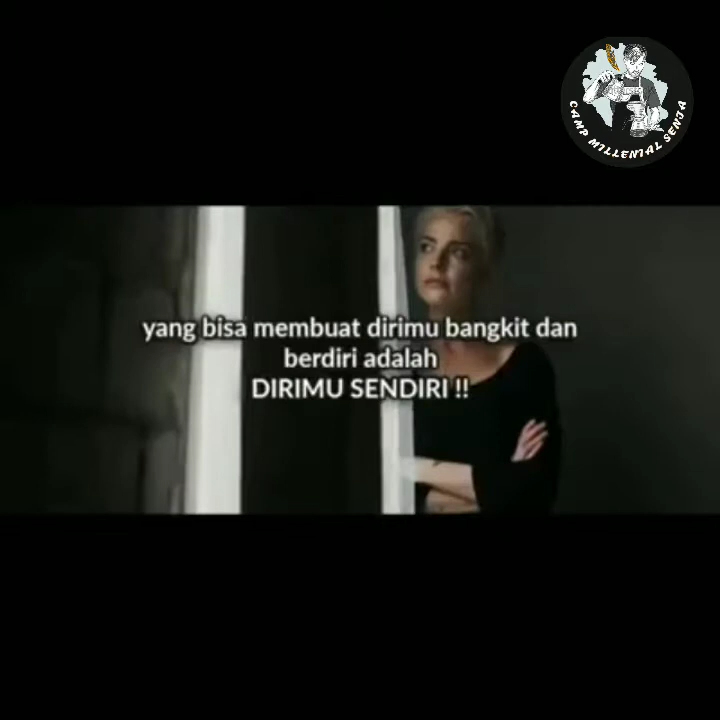 CAMP MILLENIAL SENJA
yang bisa membuat dirimu bangkit dan
berdiri adalah
DIRIMU SENDIRI !!